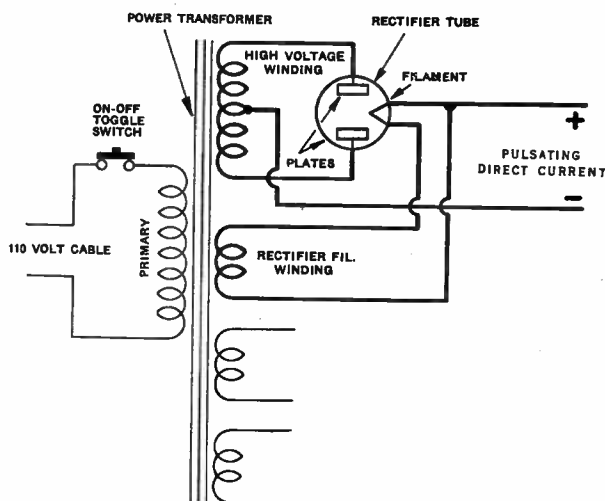 POWER TRANSFORMER
RECTIFIER TUBE
HIGH VOLTAGE
WINDING
FILAMENT
ON-OFF
TOGGLE
SWITCH
+
PLATES
PULSATING
DIRECT CURRENT
−
110 VOLT CABLE
PRIMARY
RECTIFIER FIL.
WINDING